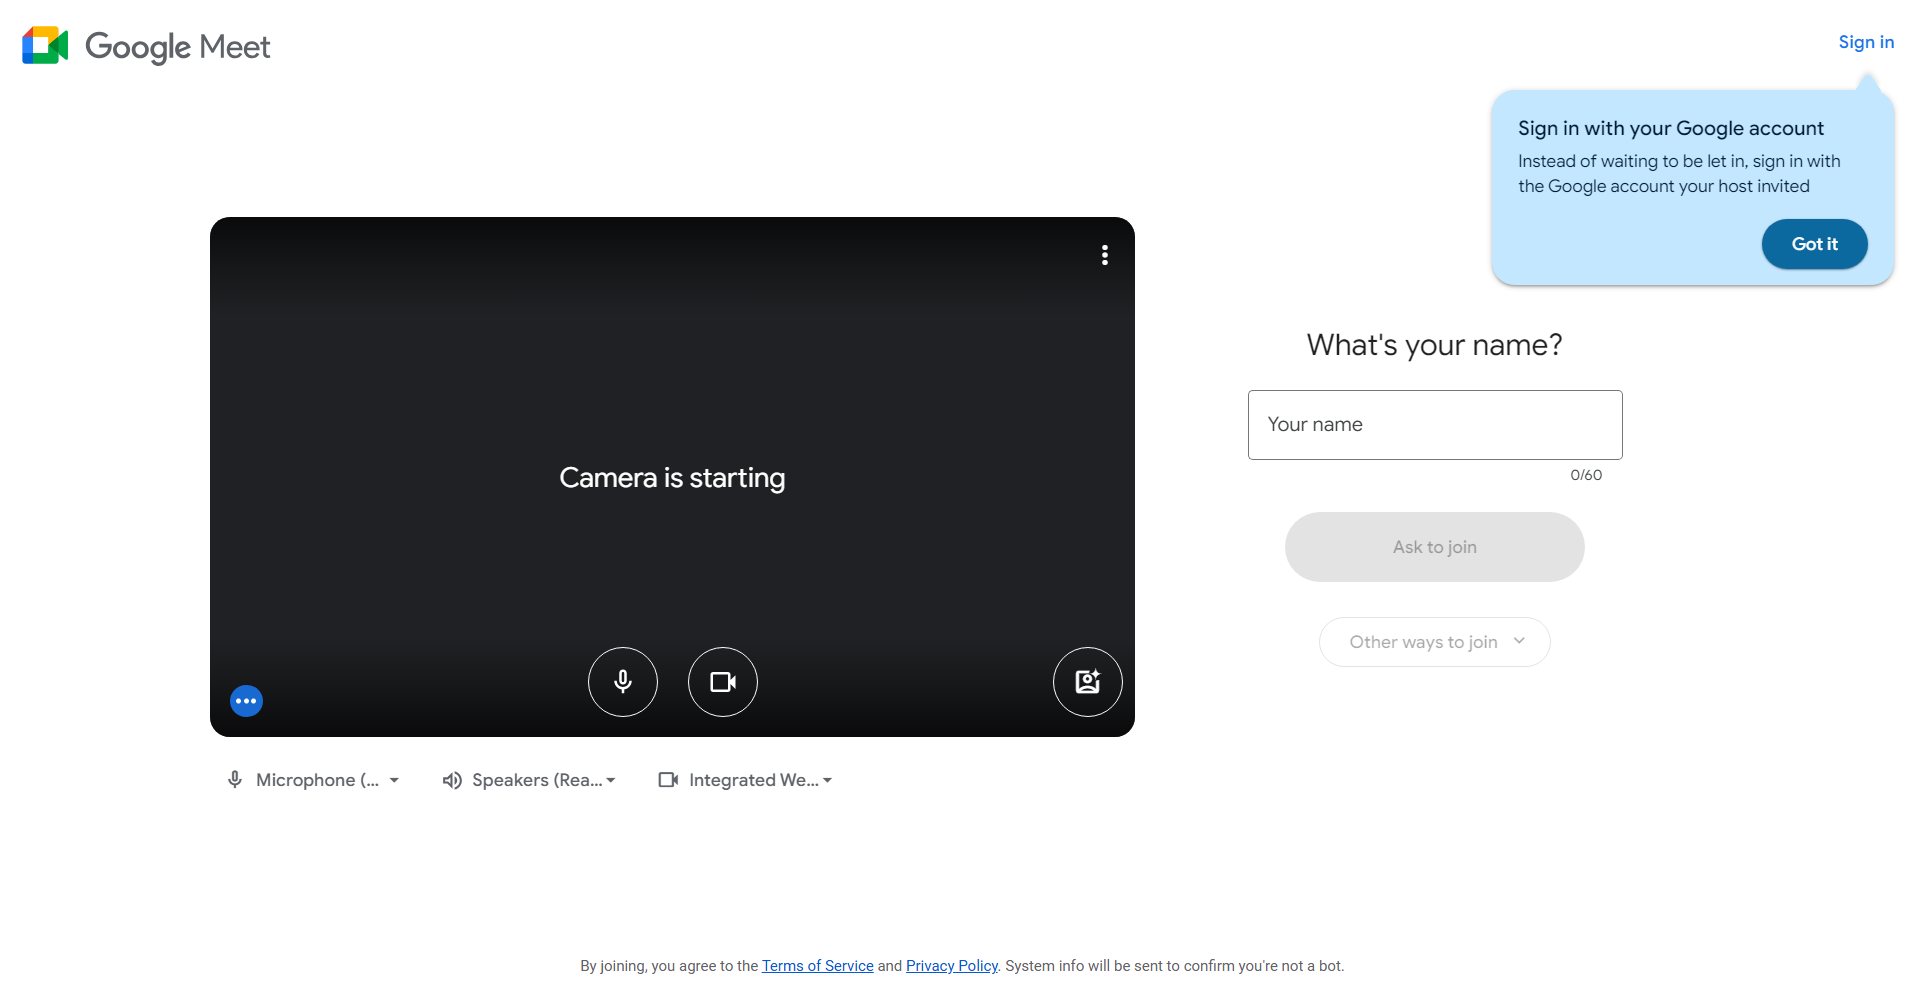 Google Meet
Sign in
Sign in with your Google account
Instead of waiting to be let in, sign in with
the Google account your host invited
Got it
Camera is starting
What's your name?
Your name
0/60
Ask to join
Other ways to join
Microphone (...
Speakers (Rea...
Integrated We...
By joining, you agree to the Terms of Service and Privacy Policy. System info will be sent to confirm you're not a bot.